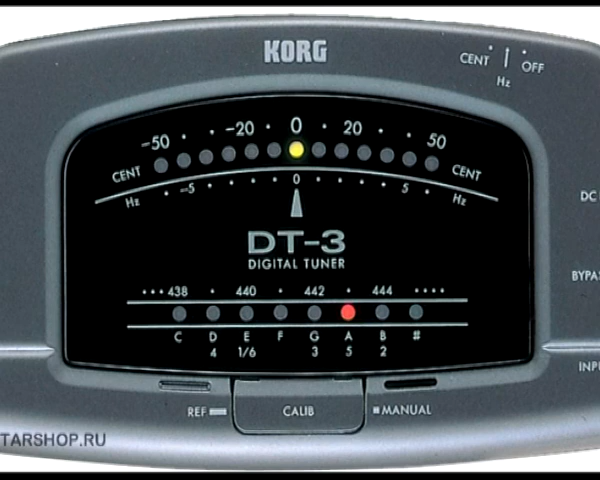 KORG
CENT OFF
Hz
-50 · · -20 · 0 · 20 · · 50
CENT CENT
Hz -5 0 5 Hz
DT-3
DIGITAL TUNER
··· 438 · 440 · 442 · 444 ····
C D E F G A B #
4 1/6 3 5 2
DC
BYPAS
INPU
REF CALIB MANUAL
TARSHOP.RU